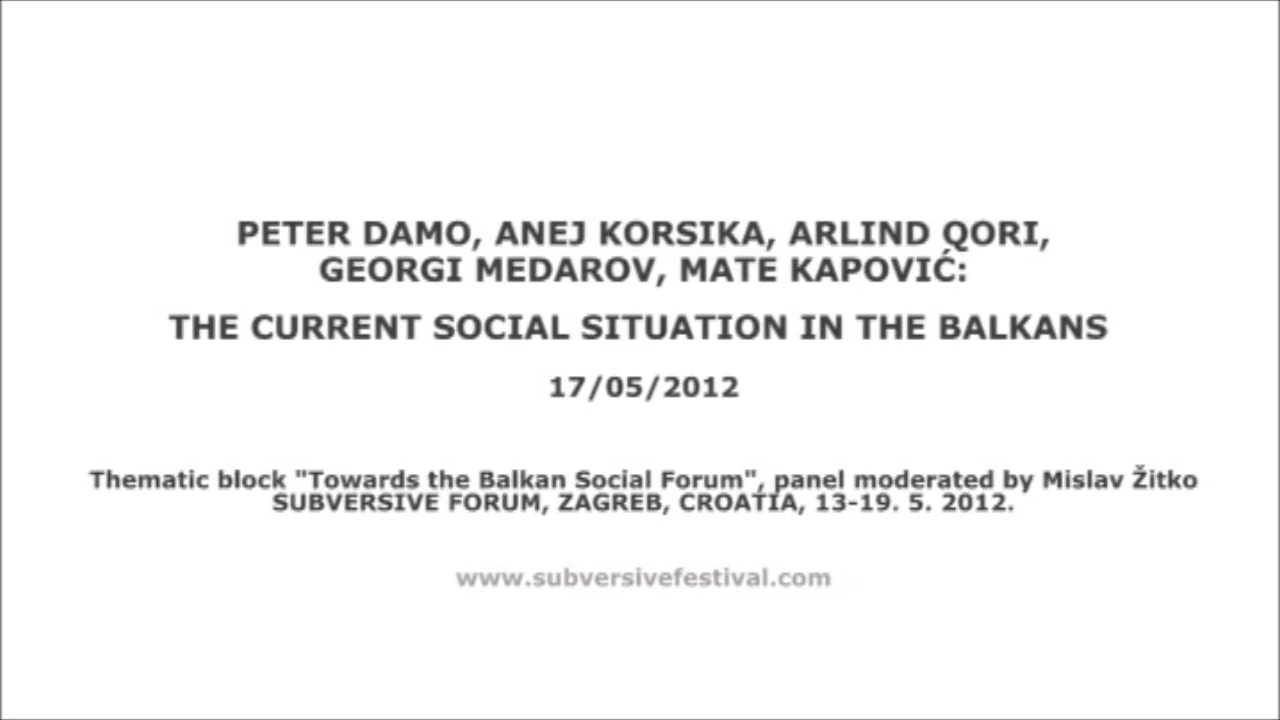 PETER DAMO, ANEJ KORSIKA, ARLIND QORI,
GEORGI MEDAROV, MATE KAPOVIĆ:
THE CURRENT SOCIAL SITUATION IN THE BALKANS
17/05/2012
Thematic block "Towards the Balkan Social Forum", panel moderated by Mislav Žitko
SUBVERSIVE FORUM, ZAGREB, CROATIA, 13-19. 5. 2012.
www.subversivefestival.com